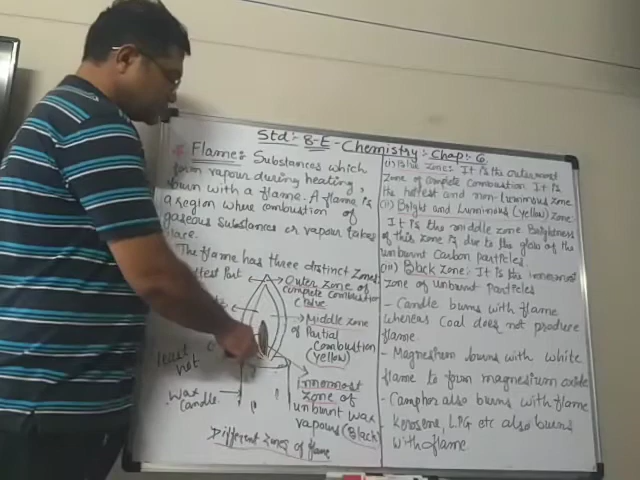 Std:- 8-E-Chemistry:- Chap:- 6.
* Flame:- Substances which
form vapour during heating,
burn with a flame. A flame is
a region where combustion of
gaseous substances or vapour takes
place.
The flame has three distinct zones
ttest Part
Outer zone of
complete combustion
(blue
Middle zone
of Partial
Combustion
(Yellow)
Least
hot
Wax
Candle
Innermost
zone of
unburnt wax
vapours (Black)
Different zones of flame
(i) Blue zone: It is the outermost
zone of complete combustion. It is
the hottest and non-luminous zone
(ii) Bright and Luminous (yellow) zone:
It is the middle zone. Brightness
of this zone is due to the glow of the
unburnt carbon particles.
(iii) Black zone: It is the innermost
zone of unburnt particles
- Candle burns with flame
whereas coal does not produce
flame
- Magnesium burns with white
flame to form magnesium oxide
- Camphor also burns with flame
- Kerosene, LPG etc also burns
with flame